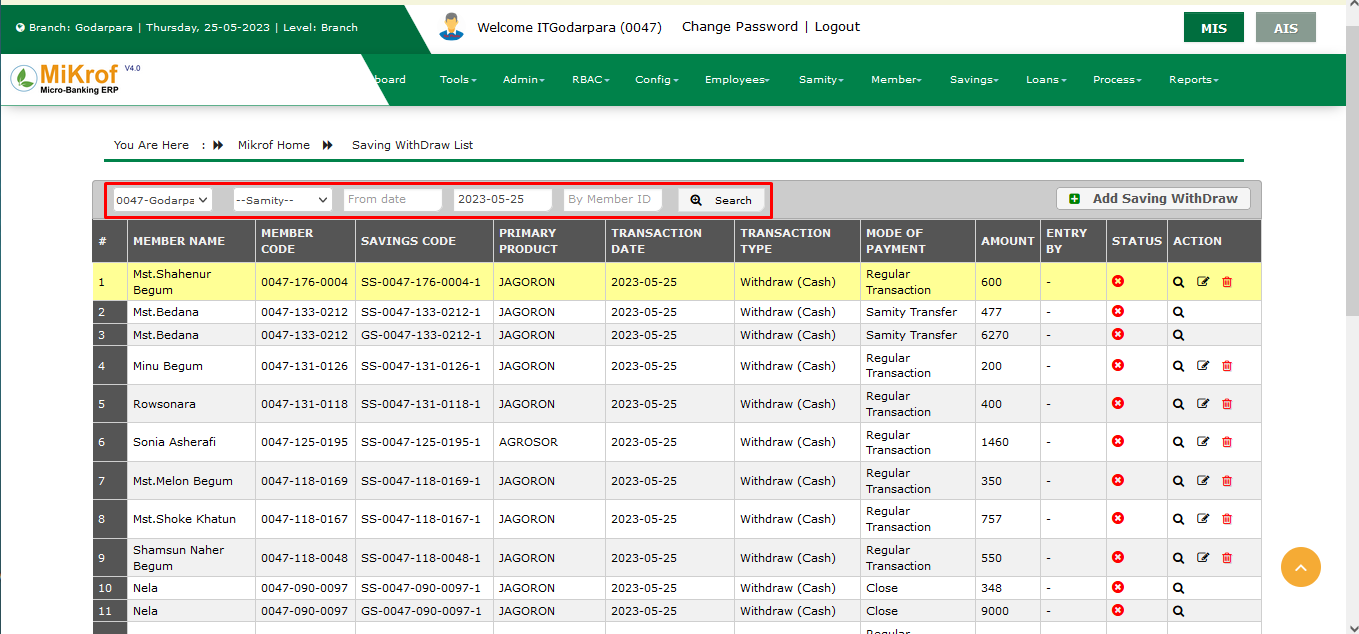 Branch: Godarpara | Thursday, 25-05-2023 | Level: Branch
Welcome ITGodarpara (0047) Change Password | Logout
MIS AIS
MiKrof V4.0
Micro-Banking ERP
board Tools Admin RBAC Config Employees Samity Member Savings Loans Process Reports
You Are Here : Mikrof Home Saving WithDraw List
0047-Godarpa --Samity-- From date 2023-05-25 By Member ID Search Add Saving WithDraw
# MEMBER NAME MEMBER CODE SAVINGS CODE PRIMARY PRODUCT TRANSACTION DATE TRANSACTION TYPE MODE OF PAYMENT AMOUNT ENTRY BY STATUS ACTION
1 Mst.Shahenur Begum 0047-176-0004 SS-0047-176-0004-1 JAGORON 2023-05-25 Withdraw (Cash) Regular Transaction 600 -
2 Mst.Bedana 0047-133-0212 SS-0047-133-0212-1 JAGORON 2023-05-25 Withdraw (Cash) Samity Transfer 477 -
3 Mst.Bedana 0047-133-0212 GS-0047-133-0212-1 JAGORON 2023-05-25 Withdraw (Cash) Samity Transfer 6270 -
4 Minu Begum 0047-131-0126 SS-0047-131-0126-1 JAGORON 2023-05-25 Withdraw (Cash) Regular Transaction 200 -
5 Rowsonara 0047-131-0118 SS-0047-131-0118-1 JAGORON 2023-05-25 Withdraw (Cash) Regular Transaction 400 -
6 Sonia Asherafi 0047-125-0195 SS-0047-125-0195-1 AGROSOR 2023-05-25 Withdraw (Cash) Regular Transaction 1460 -
7 Mst.Melon Begum 0047-118-0169 SS-0047-118-0169-1 JAGORON 2023-05-25 Withdraw (Cash) Regular Transaction 350 -
8 Mst.Shoke Khatun 0047-118-0167 SS-0047-118-0167-1 JAGORON 2023-05-25 Withdraw (Cash) Regular Transaction 757 -
9 Shamsun Naher Begum 0047-118-0048 SS-0047-118-0048-1 JAGORON 2023-05-25 Withdraw (Cash) Regular Transaction 550 -
10 Nela 0047-090-0097 SS-0047-090-0097-1 JAGORON 2023-05-25 Withdraw (Cash) Close 348 -
11 Nela 0047-090-0097 GS-0047-090-0097-1 JAGORON 2023-05-25 Withdraw (Cash) Close 9000 -
Regular